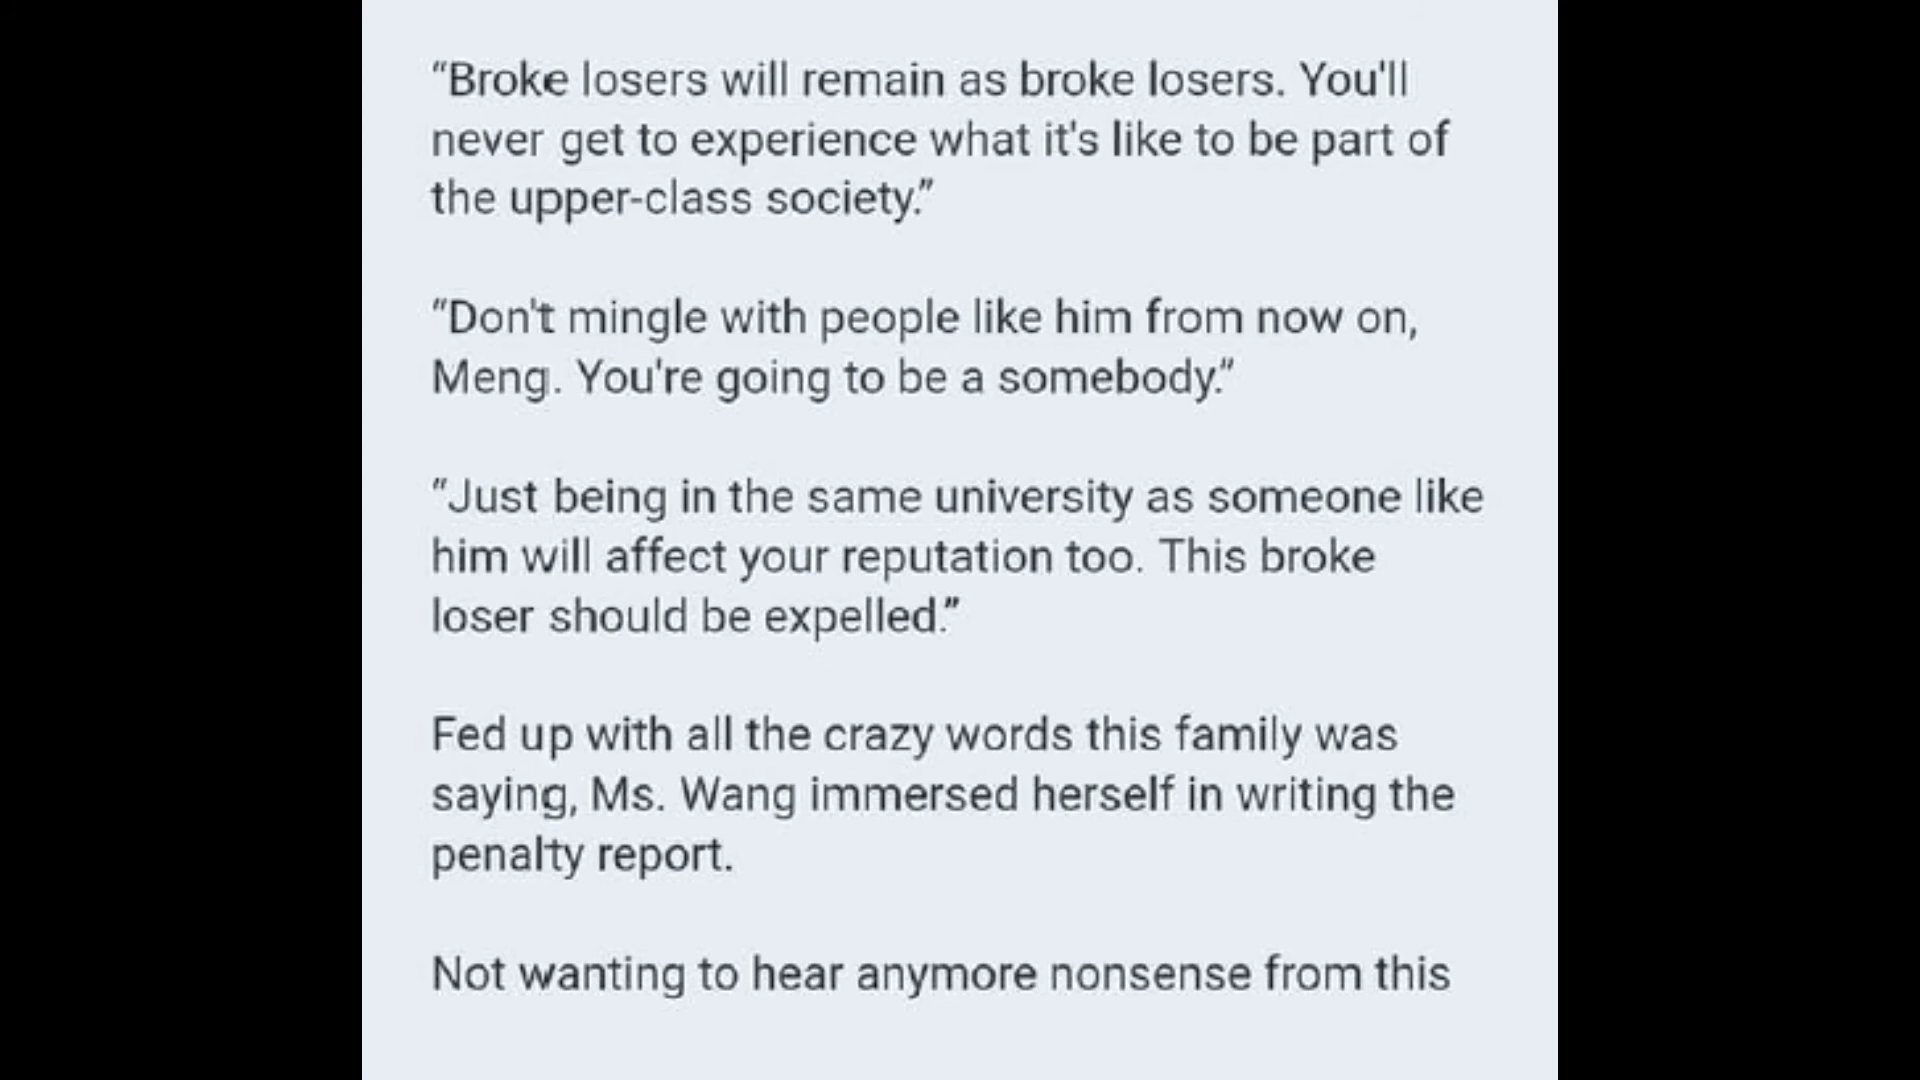 “Broke losers will remain as broke losers. You'll
never get to experience what it's like to be part of
the upper-class society.”
“Don't mingle with people like him from now on,
Meng. You're going to be a somebody.”
“Just being in the same university as someone like
him will affect your reputation too. This broke
loser should be expelled.”
Fed up with all the crazy words this family was
saying, Ms. Wang immersed herself in writing the
penalty report.
Not wanting to hear anymore nonsense from this